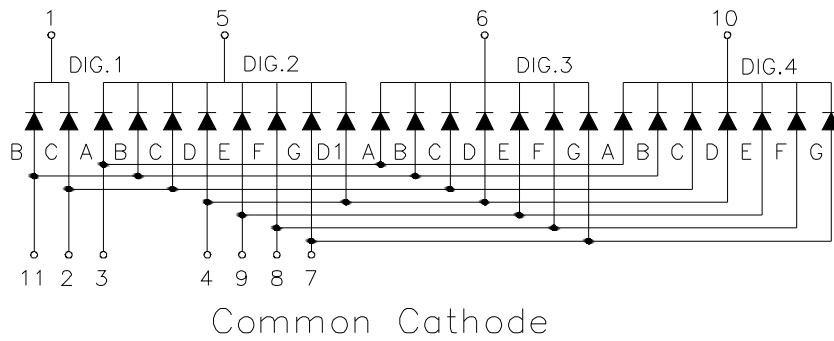 1 5 6 10
DIG.1 DIG.2 DIG.3 DIG.4
B C A B C D E F G D1 A B C D E F G A B C D E F G
11 2 3 4 9 8 7
Common Cathode